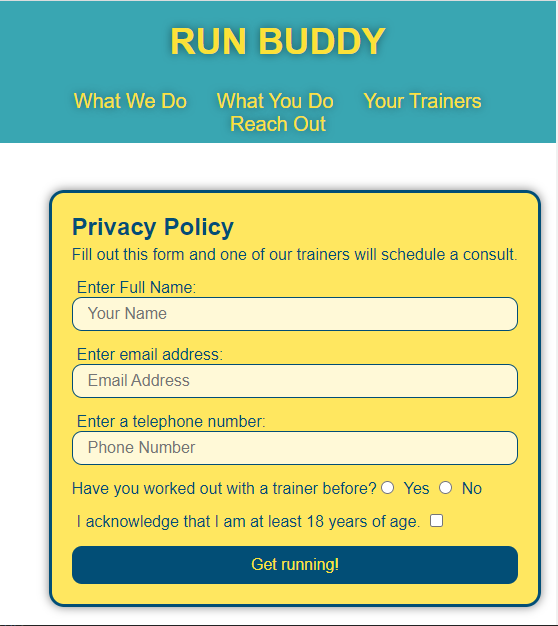 RUN BUDDY
What We Do What You Do Your Trainers
Reach Out
Privacy Policy
Fill out this form and one of our trainers will schedule a consult.
Enter Full Name:
Your Name
Enter email address:
Email Address
Enter a telephone number:
Phone Number
Have you worked out with a trainer before? Yes No
I acknowledge that I am at least 18 years of age.
Get running!